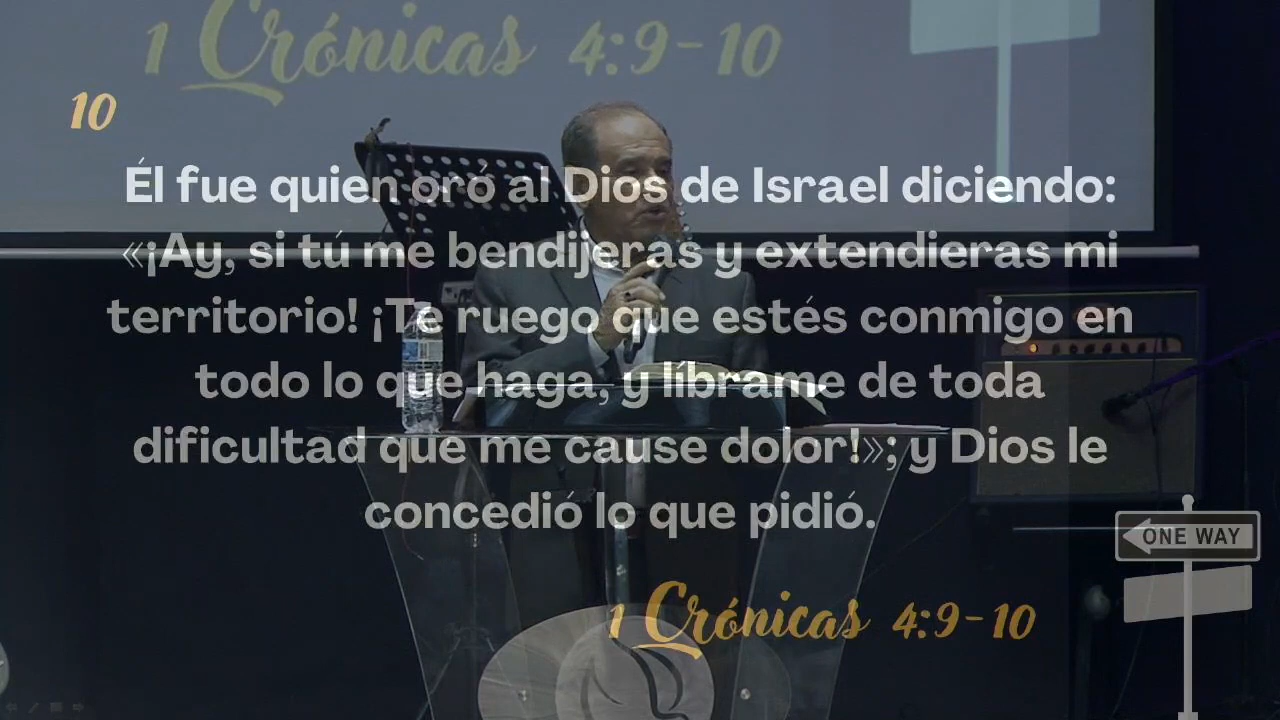 1 Crónicas 4:9-10
10
Él fue quien oró al Dios de Israel diciendo:
«¡Ay, si tú me bendijeras y extendieras mi
territorio! ¡Te ruego que estés conmigo en
todo lo que haga, y líbrame de toda
dificultad que me cause dolor!»; y Dios le
concedió lo que pidió.
ONE WAY
1 Crónicas 4:9-10